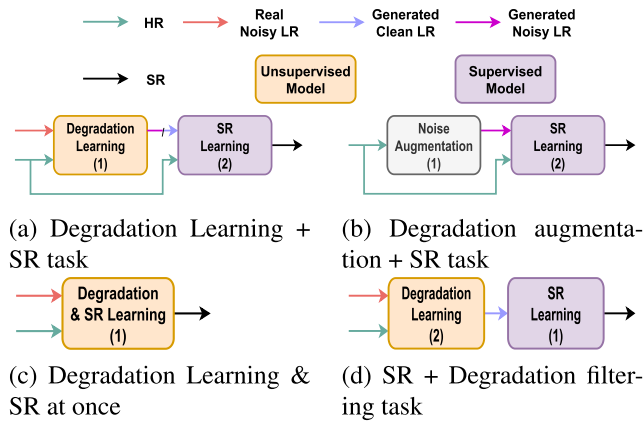 HR
Real
Noisy LR
Generated
Clean LR
Generated
Noisy LR
SR
Unsupervised
Model
Supervised
Model
Degradation
Learning
(1)
SR
Learning
(2)
Noise
Augmentation
(1)
SR
Learning
(2)
(a) Degradation Learning +
SR task
(b) Degradation augmenta-
tion + SR task
Degradation
& SR Learning
(1)
Degradation
Learning
(2)
SR
Learning
(1)
(c) Degradation Learning &
SR at once
(d) SR + Degradation filter-
ing task